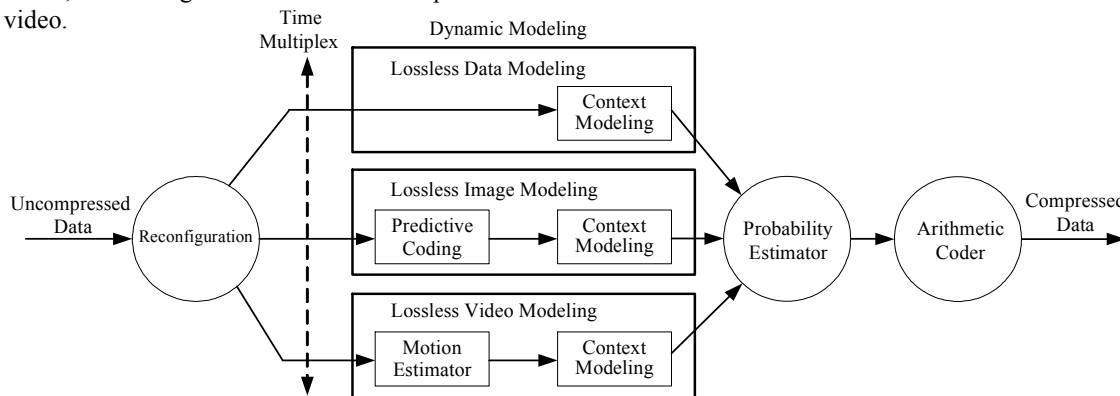 video.
Time
Multiplex
Dynamic Modeling
Lossless Data Modeling
Context
Modeling
Lossless Image Modeling
Predictive
Coding
Context
Modeling
Lossless Video Modeling
Motion
Estimator
Context
Modeling
Uncompressed
Data
Reconfiguration
Probability
Estimator
Arithmetic
Coder
Compressed
Data